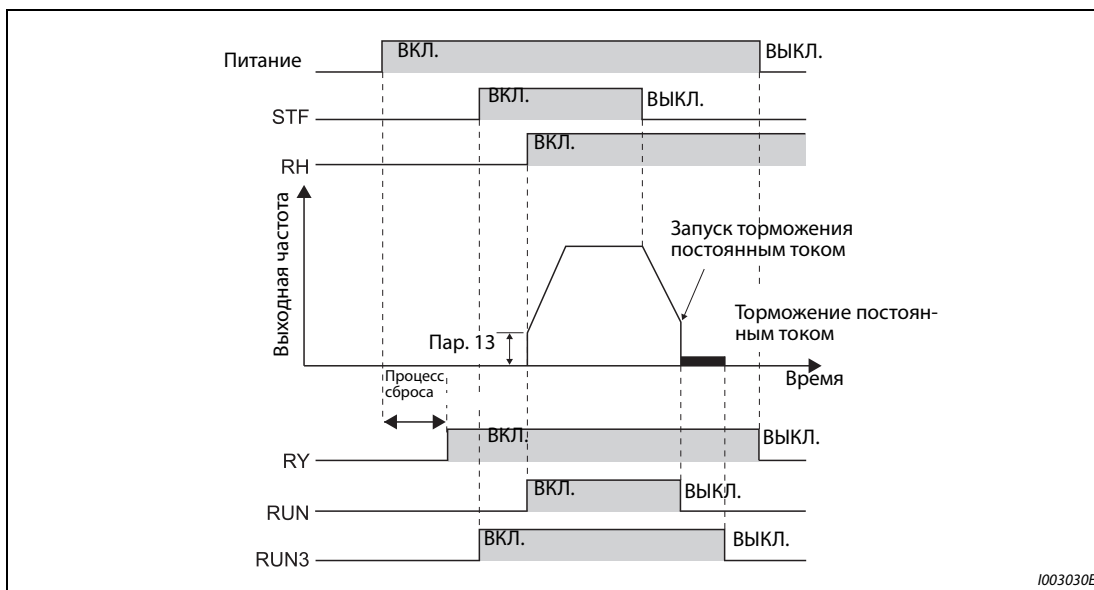 Питание
ВКЛ.
ВЫКЛ.
STF
ВКЛ.
ВЫКЛ.
RH
ВКЛ.
Выходная частота
Запуск торможения
постоянным током
Пар. 13
Торможение постоян-
ным током
Время
Процесс
сброса
RY
ВКЛ.
ВЫКЛ.
RUN
ВКЛ.
ВЫКЛ.
RUN3
ВКЛ.
ВЫКЛ.
I003030E